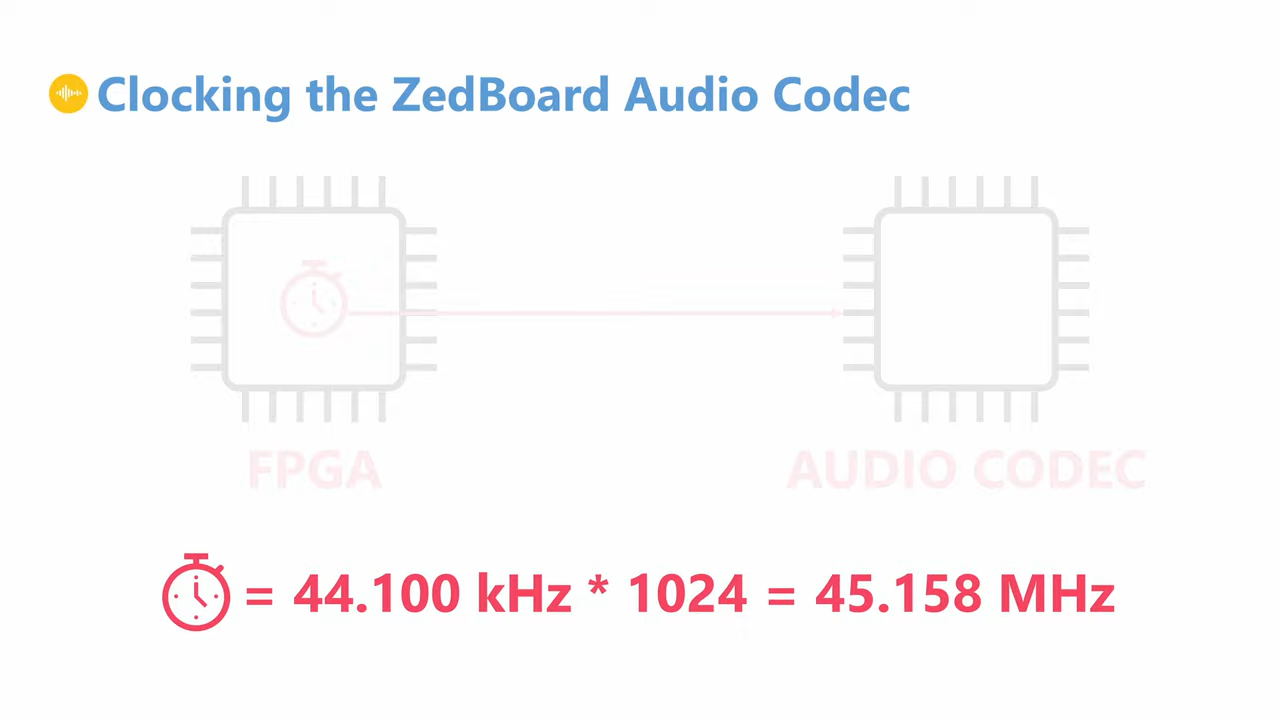 Clocking the ZedBoard Audio Codec
FPGA
AUDIO CODEC
= 44.100 kHz * 1024 = 45.158 MHz